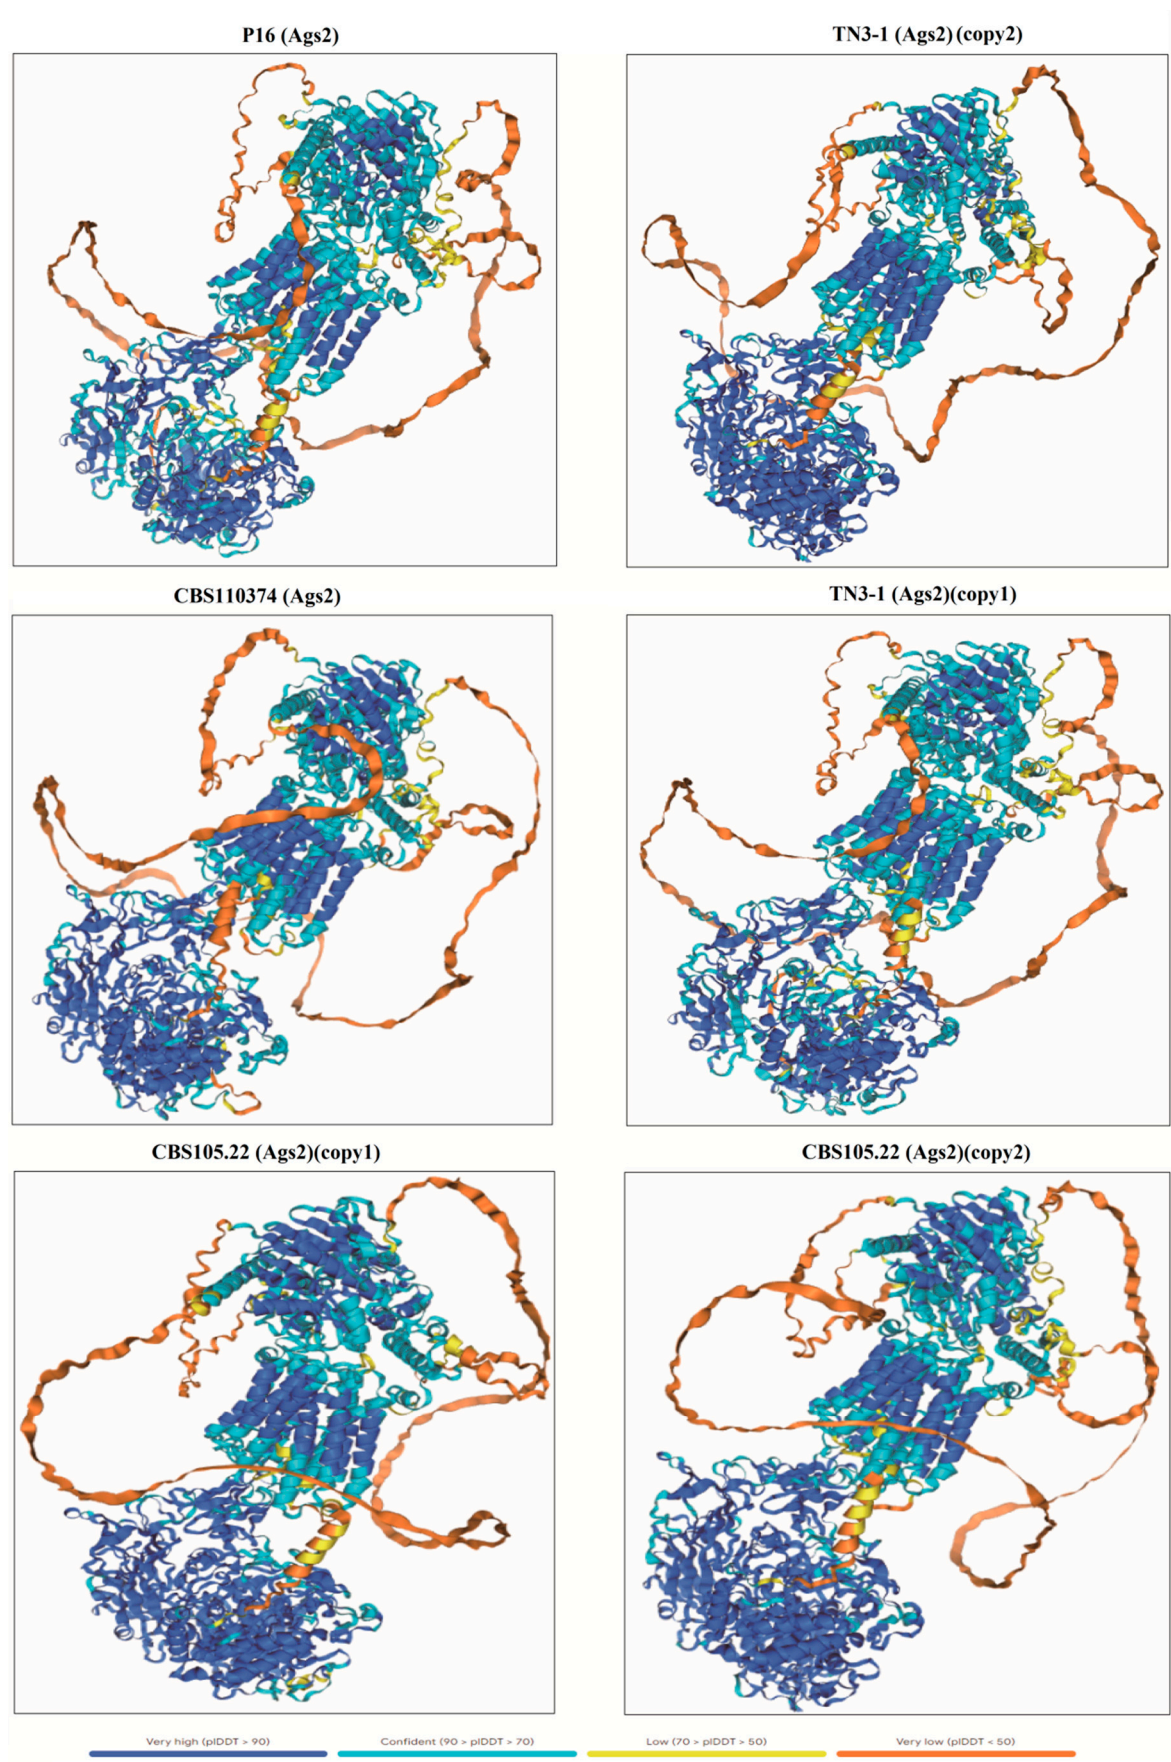 P16 (Ags2)
TN3-1 (Ags2) (copy2)
CBS110374 (Ags2)
TN3-1 (Ags2)(copy1)
CBS105.22 (Ags2)(copy1)
CBS105.22 (Ags2)(copy2)
Very high (pIDDT > 90)
Confident (90 > pIDDT > 70)
Low (70 > pIDDT > 50)
Very low (pIDDT < 50)